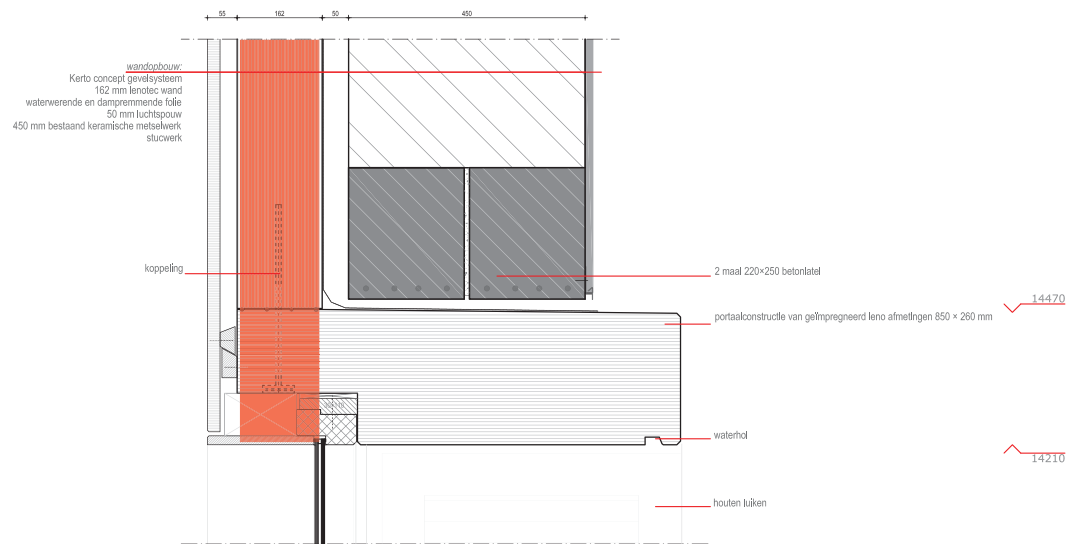 55 162 50 450
wandopbouw:
Kerto concept gevelsysteem
162 mm lenotec wand
waterwerende en dampremmende folie
50 mm luchtspouw
450 mm bestaand keramische metselwerk
stucwerk
koppeling
2 maal 220×250 betonlatei
14470
portaalconstructie van geïmpregneerd leno afmetingen 850 × 260 mm
waterhol
14210
houten luiken